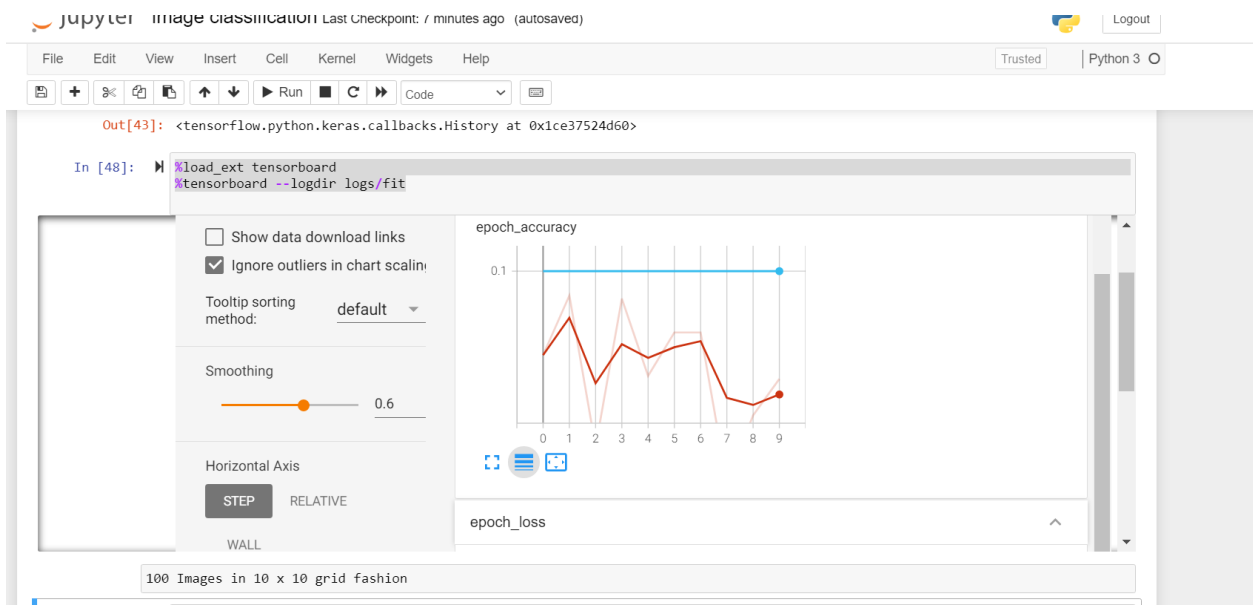 jupyter Image classification Last Checkpoint: 7 minutes ago (autosaved)
Logout
File Edit View Insert Cell Kernel Widgets Help
Trusted
Python 3
Run
Code
Out[43]: <tensorflow.python.keras.callbacks.History at 0x1ce37524d60>
In [48]: %load_ext tensorboard
%tensorboard --logdir logs/fit
Show data download links
Ignore outliers in chart scaling
Tooltip sorting
method:
default
Smoothing
0.6
Horizontal Axis
STEP RELATIVE
WALL
epoch_accuracy
0.1
0 1 2 3 4 5 6 7 8 9
epoch_loss
100 Images in 10 x 10 grid fashion